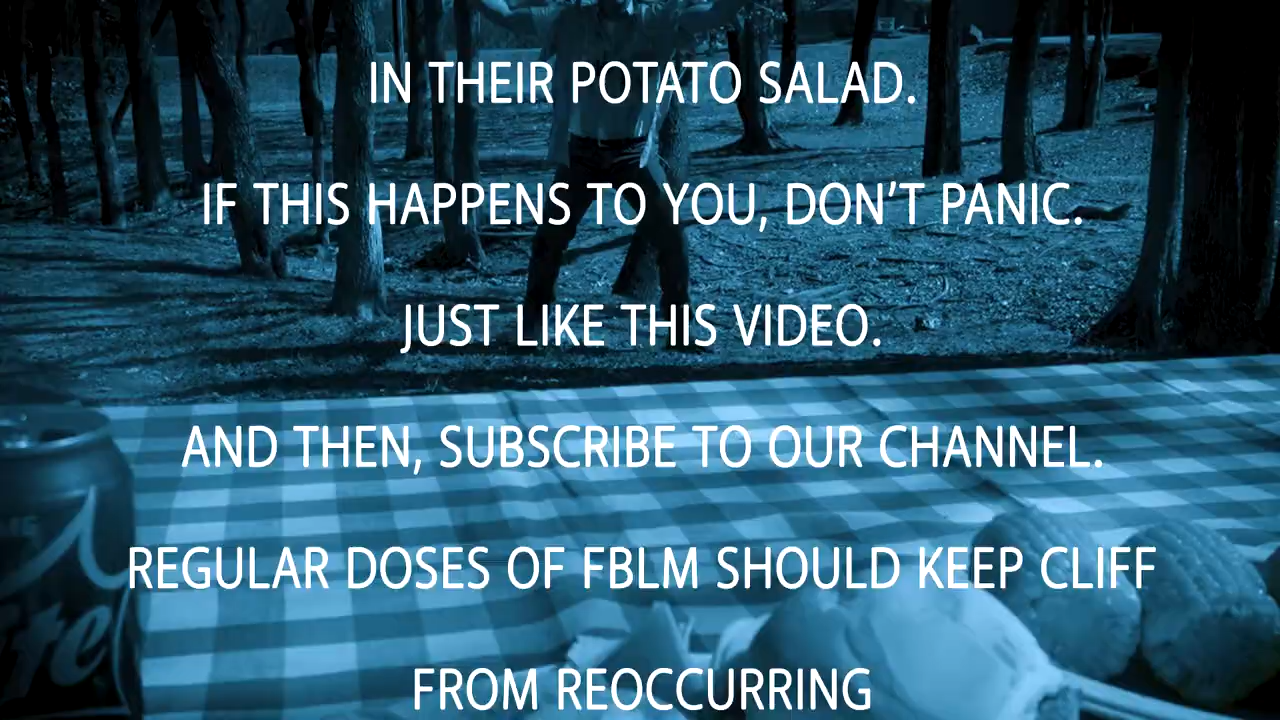 IN THEIR POTATO SALAD.
IF THIS HAPPENS TO YOU, DON’T PANIC.
JUST LIKE THIS VIDEO.
AND THEN, SUBSCRIBE TO OUR CHANNEL.
REGULAR DOSES OF FBLM SHOULD KEEP CLIFF
FROM REOCCURRING